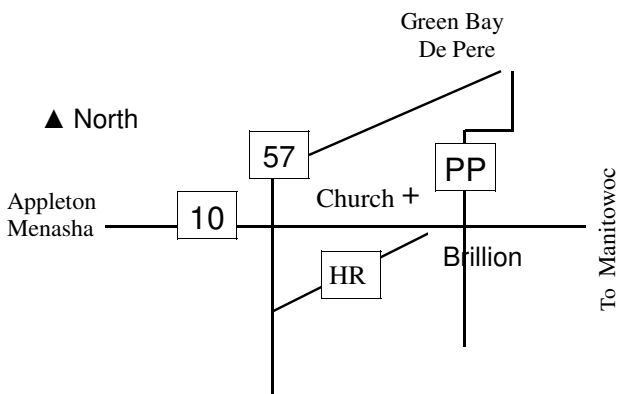 Green Bay
De Pere
▲ North
57
PP
Appleton
Menasha
10
Church +
To Manitowoc
Brillion
HR